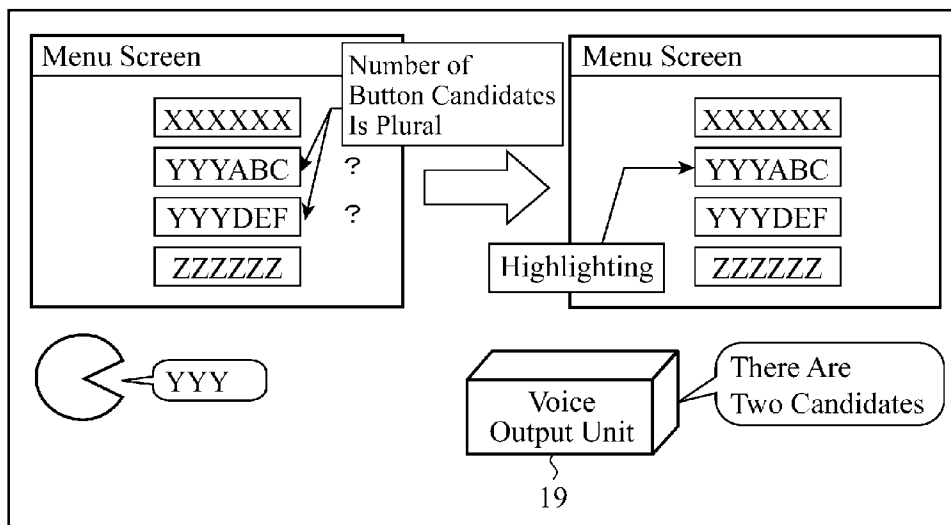 Menu Screen
Number of
Button Candidates
Is Plural
XXXXXX
YYYABC ?
YYYDEF ?
ZZZZZZ
Menu Screen
XXXXXX
YYYABC
YYYDEF
ZZZZZZ
Highlighting
YYY
Voice
Output Unit
19
There Are
Two Candidates